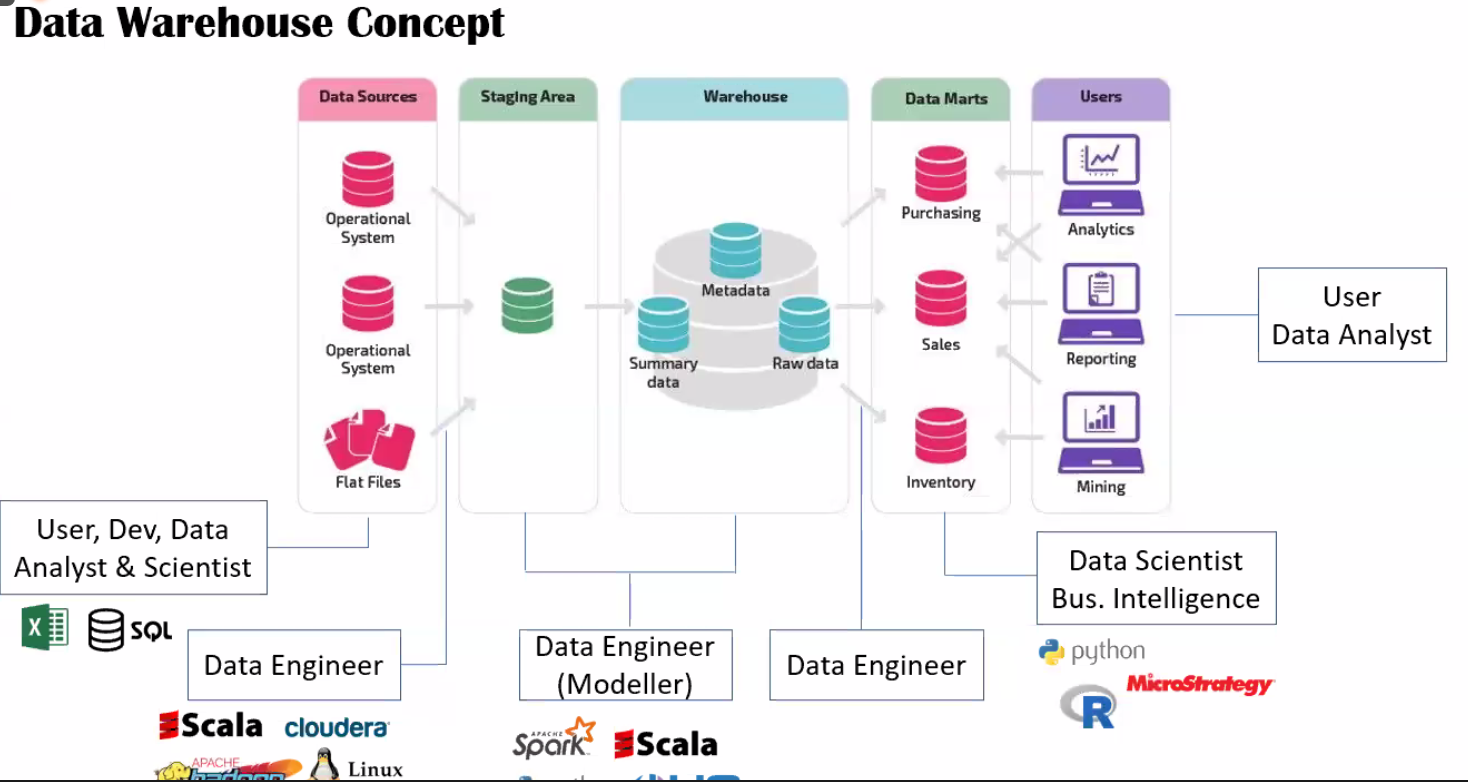 Data Warehouse Concept
Data Sources
Staging Area
Warehouse
Data Marts
Users
Operational
System
Operational
System
Flat Files
Metadata
Summary
data
Raw data
Purchasing
Sales
Inventory
Analytics
Reporting
Mining
User
Data Analyst
User, Dev, Data
Analyst & Scientist
X
SQL
Data Engineer
Scala
cloudera
APACHE
hadoop
Linux
Data Engineer
(Modeller)
APACHE
Spark
Scala
Data Engineer
Data Scientist
Bus. Intelligence
python
MicroStrategy
R